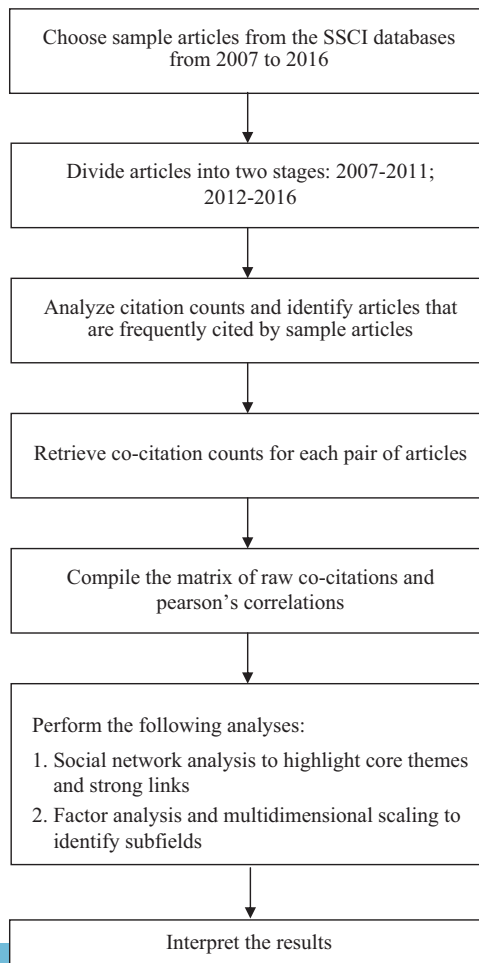 Choose sample articles from the SSCI databases
from 2007 to 2016
Divide articles into two stages: 2007-2011;
2012-2016
Analyze citation counts and identify articles that
are frequently cited by sample articles
Retrieve co-citation counts for each pair of articles
Compile the matrix of raw co-citations and
pearson’s correlations
Perform the following analyses:
1. Social network analysis to highlight core themes
and strong links
2. Factor analysis and multidimensional scaling to
identify subfields
Interpret the results